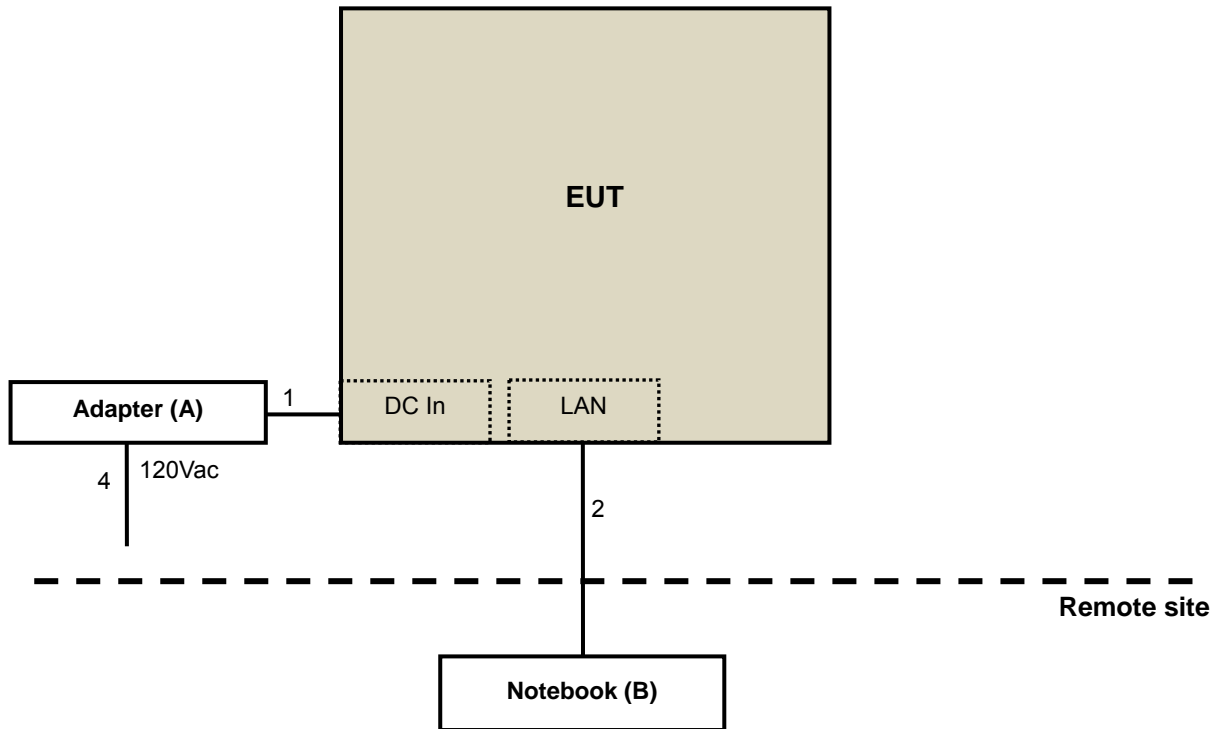 EUT
DC In
LAN
Adapter (A)
1
4
120Vac
2
Remote site
Notebook (B)